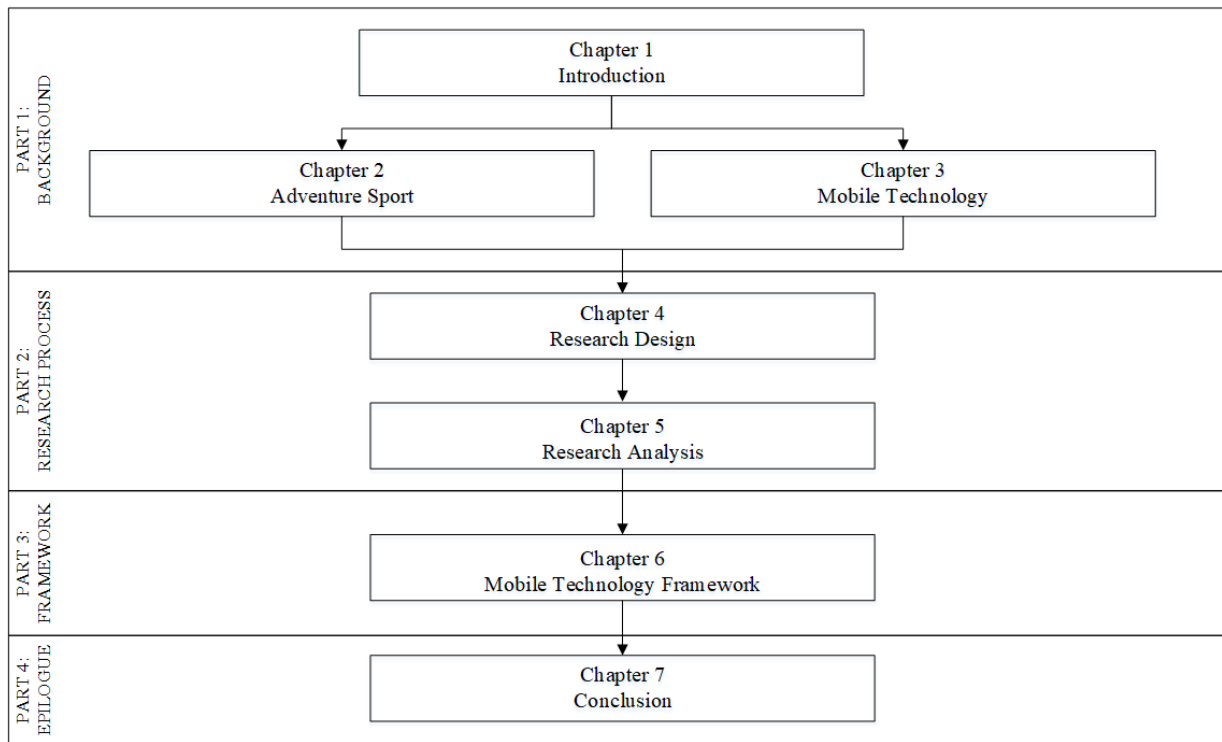 PART 1:
BACKGROUND
Chapter 1
Introduction
Chapter 2
Adventure Sport
Chapter 3
Mobile Technology
PART 2:
RESEARCH PROCESS
Chapter 4
Research Design
Chapter 5
Research Analysis
PART 3:
FRAMEWORK
Chapter 6
Mobile Technology Framework
PART 4:
EPILOGUE
Chapter 7
Conclusion